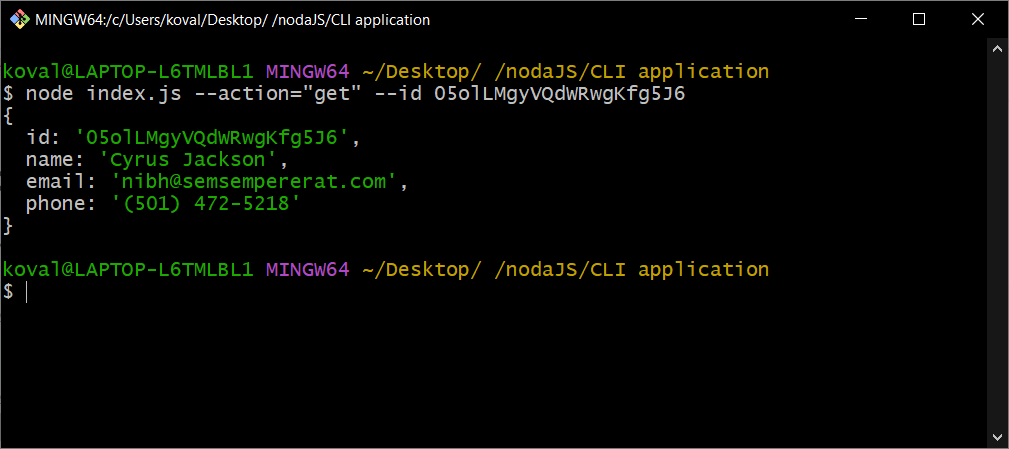 MINGW64:/c/Users/koval/Desktop/ /nodaJS/CLI application
koval@LAPTOP-L6TMLBL1 MINGW64 ~/Desktop/ /nodaJS/CLI application
$ node index.js --action="get" --id 05olLMgyVQdWRwgKfg5J6
{
  id: '05olLMgyVQdWRwgKfg5J6',
  name: 'Cyrus Jackson',
  email: 'nibh@semsempererat.com',
  phone: '(501) 472-5218'
}
koval@LAPTOP-L6TMLBL1 MINGW64 ~/Desktop/ /nodaJS/CLI application
$